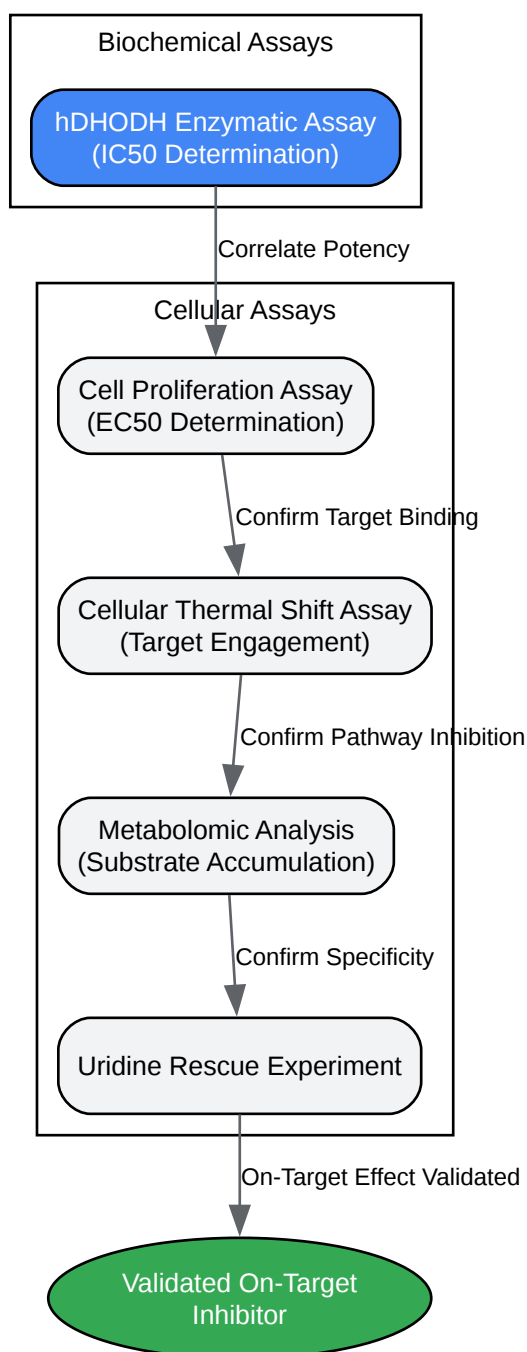 Biochemical Assays
hDHODH Enzymatic Assay
(IC50 Determination)
Correlate Potency
Cellular Assays
Cell Proliferation Assay
(EC50 Determination)
Confirm Target Binding
Cellular Thermal Shift Assay
(Target Engagement)
Confirm Pathway Inhibition
Metabolomic Analysis
(Substrate Accumulation)
Confirm Specificity
Uridine Rescue Experiment
On-Target Effect Validated
Validated On-Target
Inhibitor